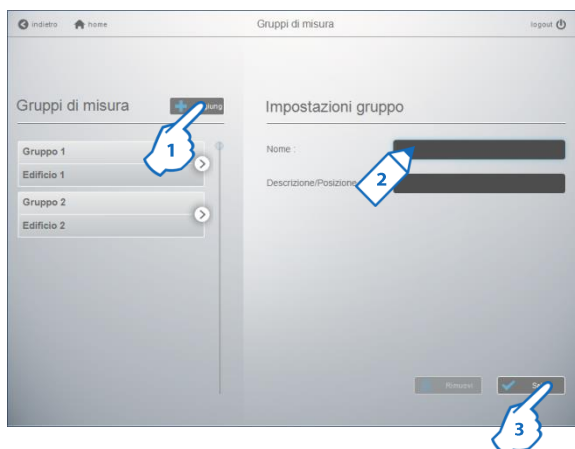 indietro home Gruppi di misura logout
Gruppi di misura
Impostazioni gruppo
Gruppo 1
Edificio 1
Gruppo 2
Edificio 2
Nome :
Descrizione/Posizione
1
2
Rimuovi
3